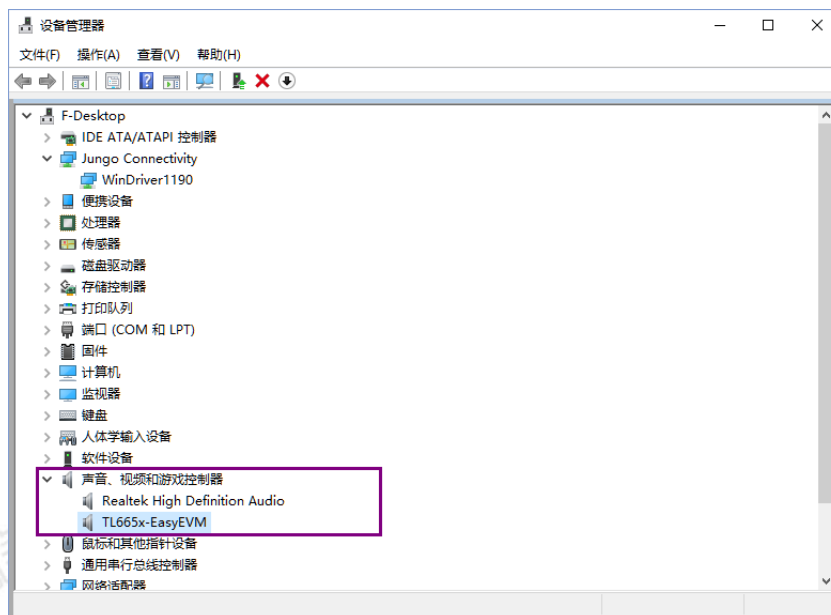 设备管理器
文件(F) 操作(A) 查看(V) 帮助(H)
F-Desktop
IDE ATA/ATAPI 控制器
Jungo Connectivity
WinDriver1190
便携设备
处理器
传感器
磁盘驱动器
存储控制器
打印队列
端口 (COM 和 LPT)
固件
计算机
监视器
键盘
人体学输入设备
软件设备
声音、视频和游戏控制器
Realtek High Definition Audio
TL665x-EasyEVM
鼠标和其他指针设备
通用串行总线控制器
网络适配器